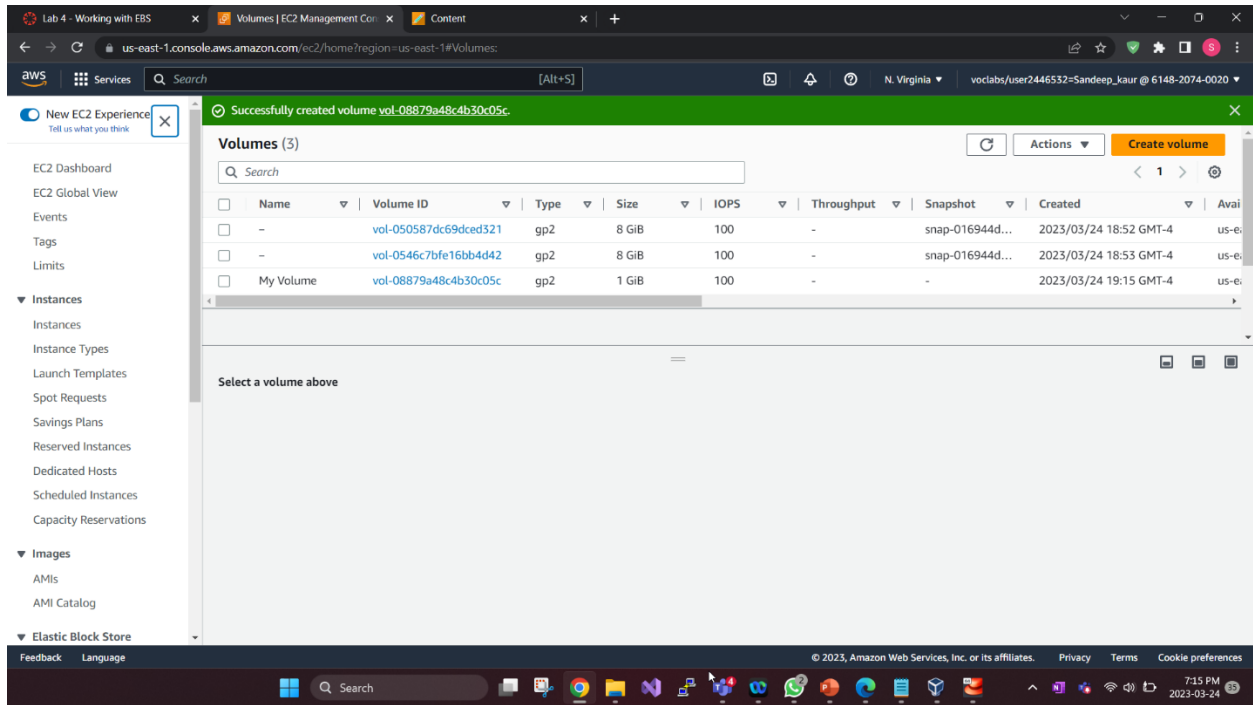 Lab 4 - Working with EBS
Volumes | EC2 Management Con
Content
us-east-1.console.aws.amazon.com/ec2/home?region=us-east-1#Volumes:
S
aws
Services
Search
[Alt+S]
N. Virginia
voclabs/user2446532=Sandeep_kaur @ 6148-2074-0020
New EC2 Experience
Tell us what you think
EC2 Dashboard
EC2 Global View
Events
Tags
Limits
Instances
Instances
Instance Types
Launch Templates
Spot Requests
Savings Plans
Reserved Instances
Dedicated Hosts
Scheduled Instances
Capacity Reservations
Images
AMIs
AMI Catalog
Elastic Block Store
Successfully created volume vol-08879a48c4b30c05c.
Volumes (3)
Actions
Create volume
Search
1
Name Volume ID Type Size IOPS Throughput Snapshot Created Avai
– vol-050587dc69dced321 gp2 8 GiB 100 - snap-016944d... 2023/03/24 18:52 GMT-4 us-ea
– vol-0546c7bfe16bb4d42 gp2 8 GiB 100 - snap-016944d... 2023/03/24 18:53 GMT-4 us-ea
My Volume vol-08879a48c4b30c05c gp2 1 GiB 100 - - 2023/03/24 19:15 GMT-4 us-ea
Select a volume above
Feedback Language
© 2023, Amazon Web Services, Inc. or its affiliates. Privacy Terms Cookie preferences
Search
7:15 PM
2023-03-24